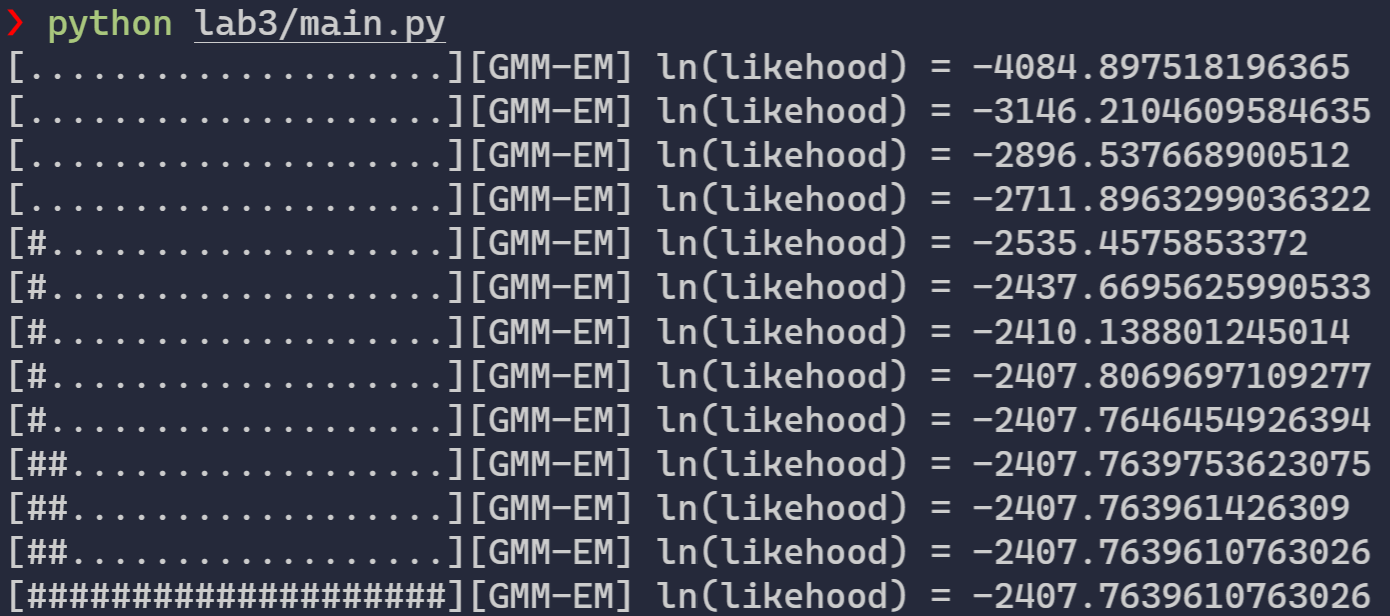 ❯ python lab3/main.py
[....................][GMM-EM] ln(likehood) = -4084.897518196365
[....................][GMM-EM] ln(likehood) = -3146.2104609584635
[....................][GMM-EM] ln(likehood) = -2896.537668900512
[....................][GMM-EM] ln(likehood) = -2711.8963299036322
[#...................][GMM-EM] ln(likehood) = -2535.4575853372
[#...................][GMM-EM] ln(likehood) = -2437.6695625990533
[#...................][GMM-EM] ln(likehood) = -2410.138801245014
[#...................][GMM-EM] ln(likehood) = -2407.8069697109277
[#...................][GMM-EM] ln(likehood) = -2407.7646454926394
[##..................][GMM-EM] ln(likehood) = -2407.7639753623075
[##..................][GMM-EM] ln(likehood) = -2407.763961426309
[##..................][GMM-EM] ln(likehood) = -2407.7639610763026
[####################][GMM-EM] ln(likehood) = -2407.7639610763026